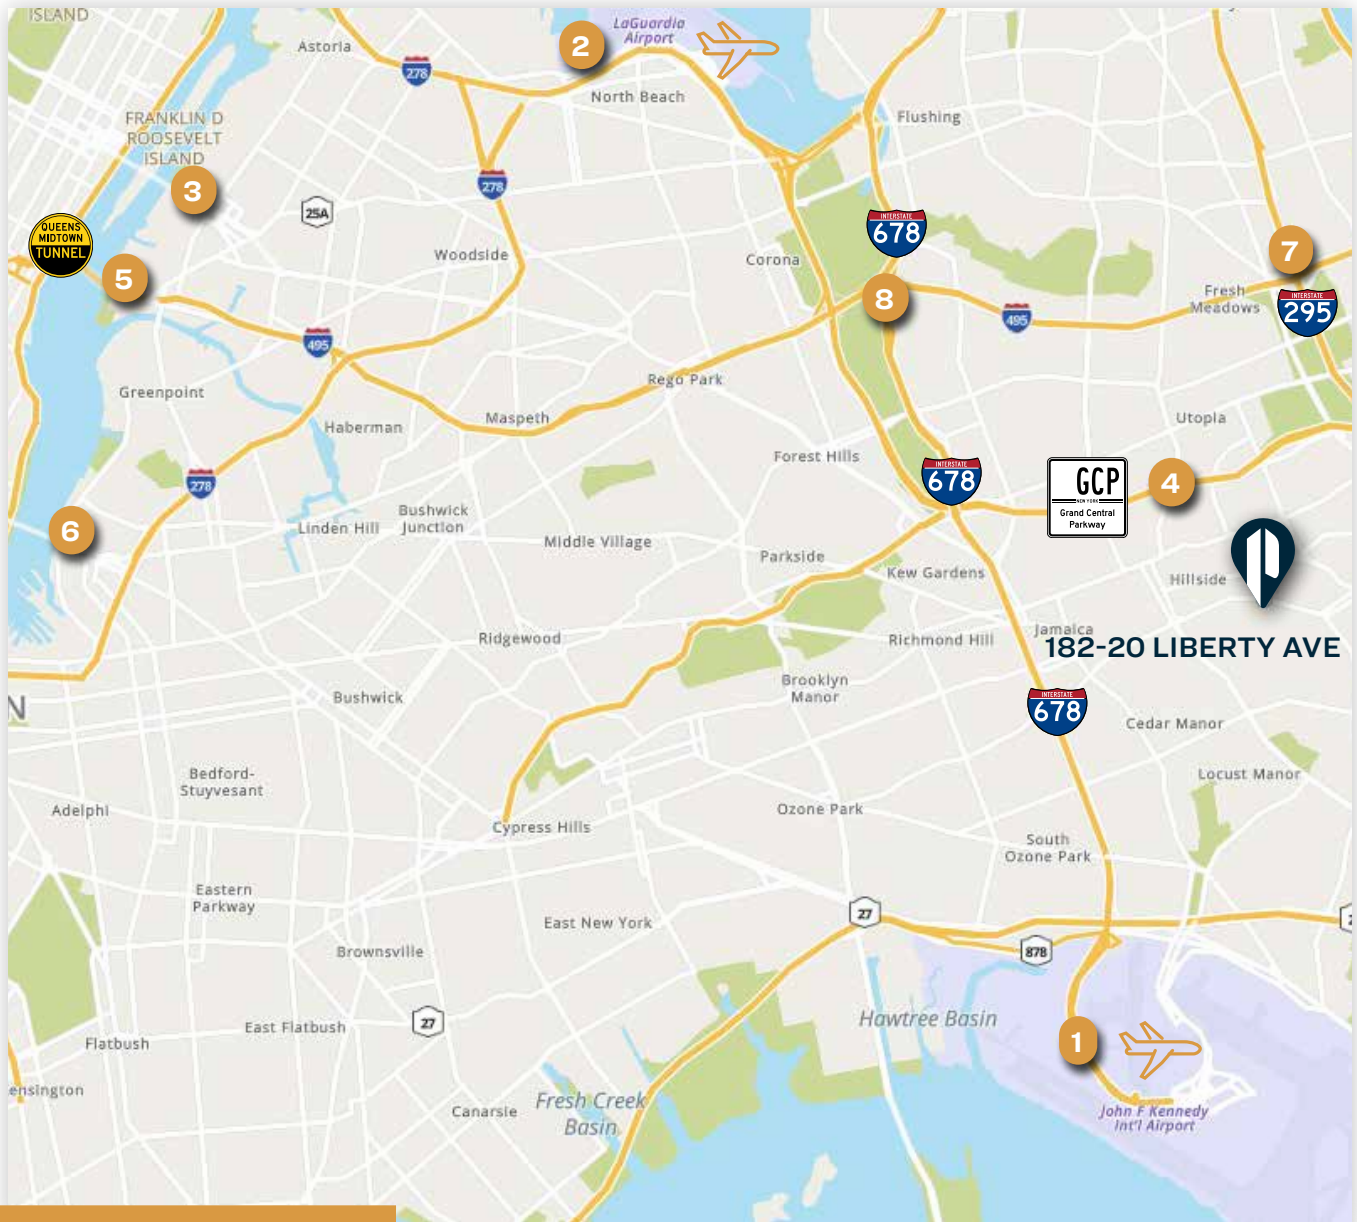 ISLAND
LaGuardia
Airport
2
Astoria
278
North Beach
FRANKLIN D
ROOSEVELT
ISLAND
Flushing
3
278
25A
QUEENS
MIDTOWN
TUNNEL
INTERSTATE
678
Woodside
Corona
7
5
8
Fresh
Meadows
INTERSTATE
295
495
495
Greenpoint
Rego Park
Haberman
Maspeth
Utopia
Forest Hills
278
INTERSTATE
678
GCP
NEW YORK
Grand Central
Parkway
4
6
Linden Hill
Bushwick
Junction
Middle Village
Parkside
Kew Gardens
Hillside
Ridgewood
Richmond Hill
Jamaica
182-20 LIBERTY AVE
Bushwick
Brooklyn
Manor
N
INTERSTATE
678
Cedar Manor
Bedford-
Stuyvesant
Locust Manor
Adelphi
Ozone Park
Cypress Hills
South
Ozone Park
Eastern
Parkway
East New York
27
2
Brownsville
878
27
Hawtree Basin
East Flatbush
Flatbush
1
ensington
Canarsie
Fresh Creek
Basin
John F Kennedy
Int'l Airport